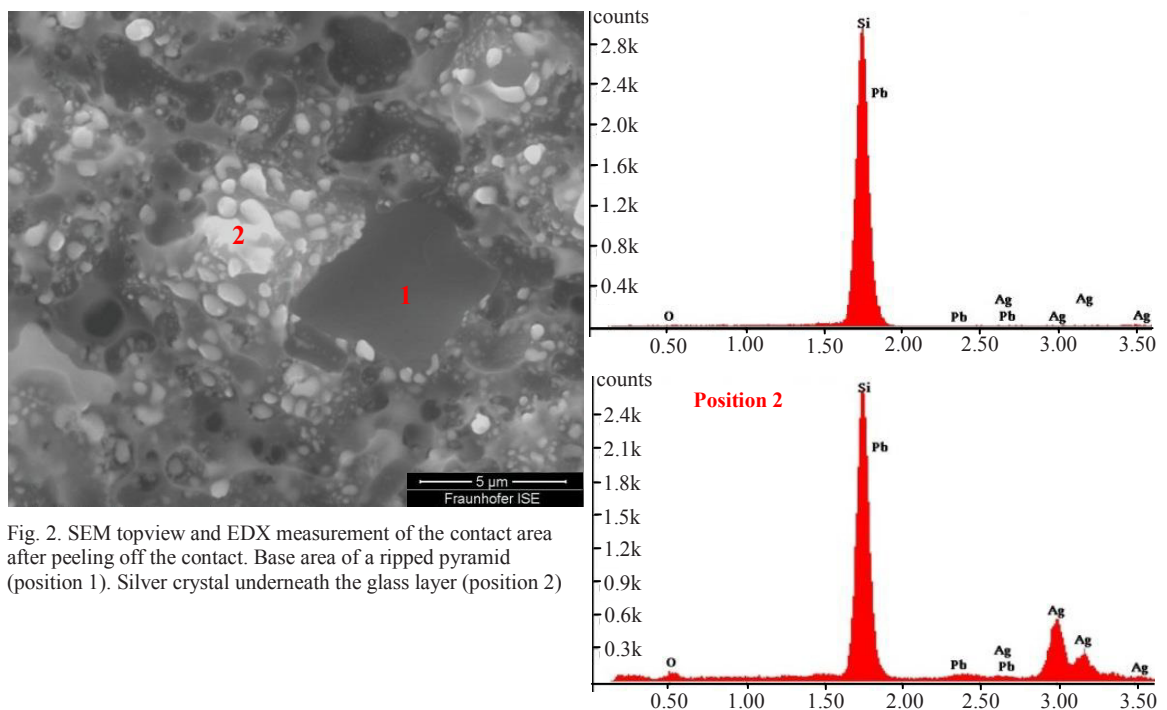 2
1
5 µm
Fraunhofer ISE
Fig. 2. SEM topview and EDX measurement of the contact area
after peeling off the contact. Base area of a ripped pyramid
(position 1). Silver crystal underneath the glass layer (position 2)
counts
Si
2.8k
Pb
2.4k
2.0k
1.6k
1.2k
0.8k
0.4k
Ag Ag
O Pb Pb Ag Ag
0.50 1.00 1.50 2.00 2.50 3.00 3.50
counts
Si
Position 2
2.4k
Pb
2.1k
1.8k
1.5k
1.2k
0.9k
0.6k
Ag
Ag Ag
0.3k
O Pb Pb Ag
0.50 1.00 1.50 2.00 2.50 3.00 3.50